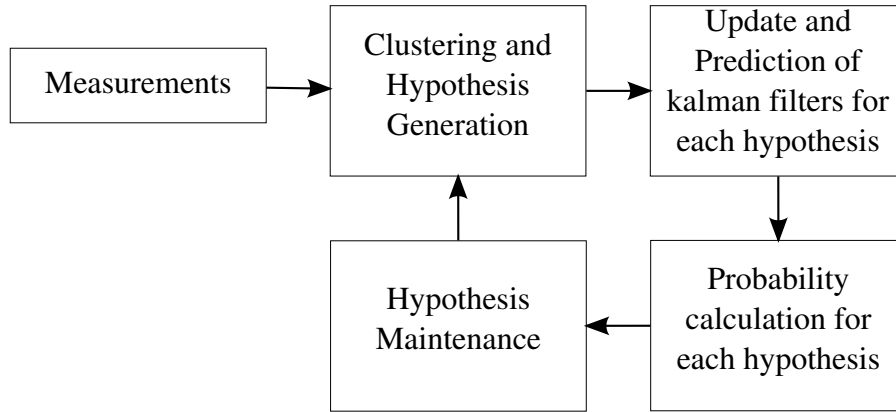 Measurements
Clustering and
Hypothesis
Generation
Update and
Prediction of
kalman filters for
each hypothesis
Probability
calculation for
each hypothesis
Hypothesis
Maintenance